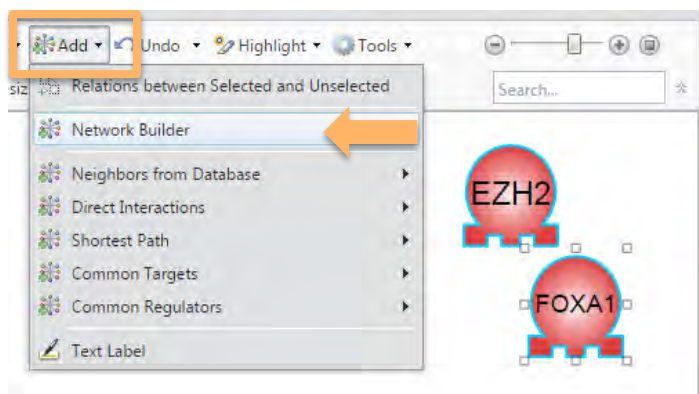 Add Undo Highlight Tools
siz Relations between Selected and Unselected Search...
Network Builder
Neighbors from Database
Direct Interactions
Shortest Path
Common Targets
Common Regulators
Text Label
EZH2
FOXA1